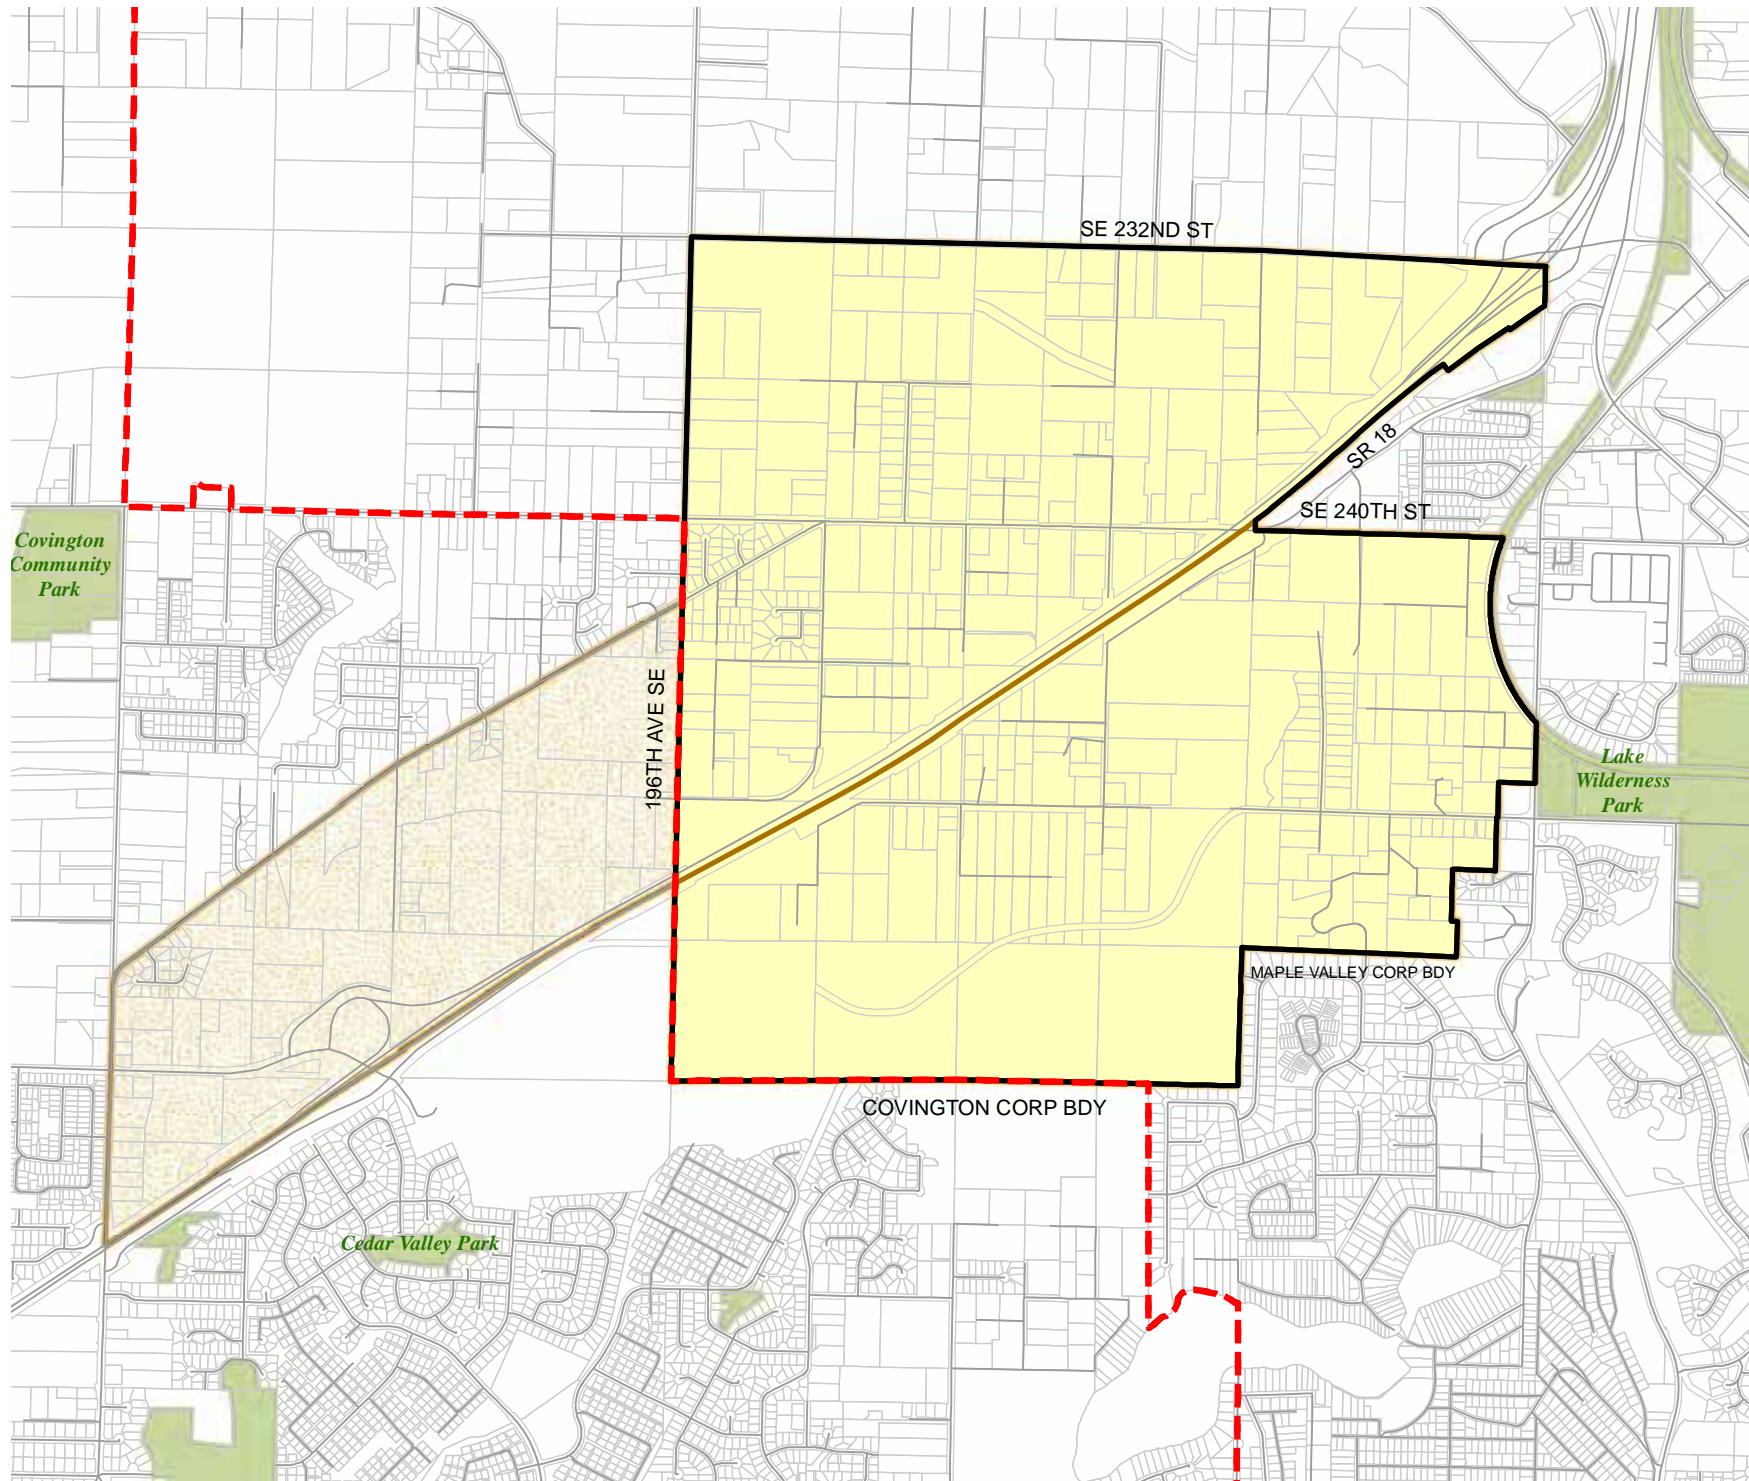 SE 232ND ST
SR 18
SE 240TH ST
Covington
Community
Park
196TH AVE SE
Lake
Wilderness
Park
MAPLE VALLEY CORP BDY
COVINGTON CORP BDY
Cedar Valley Park